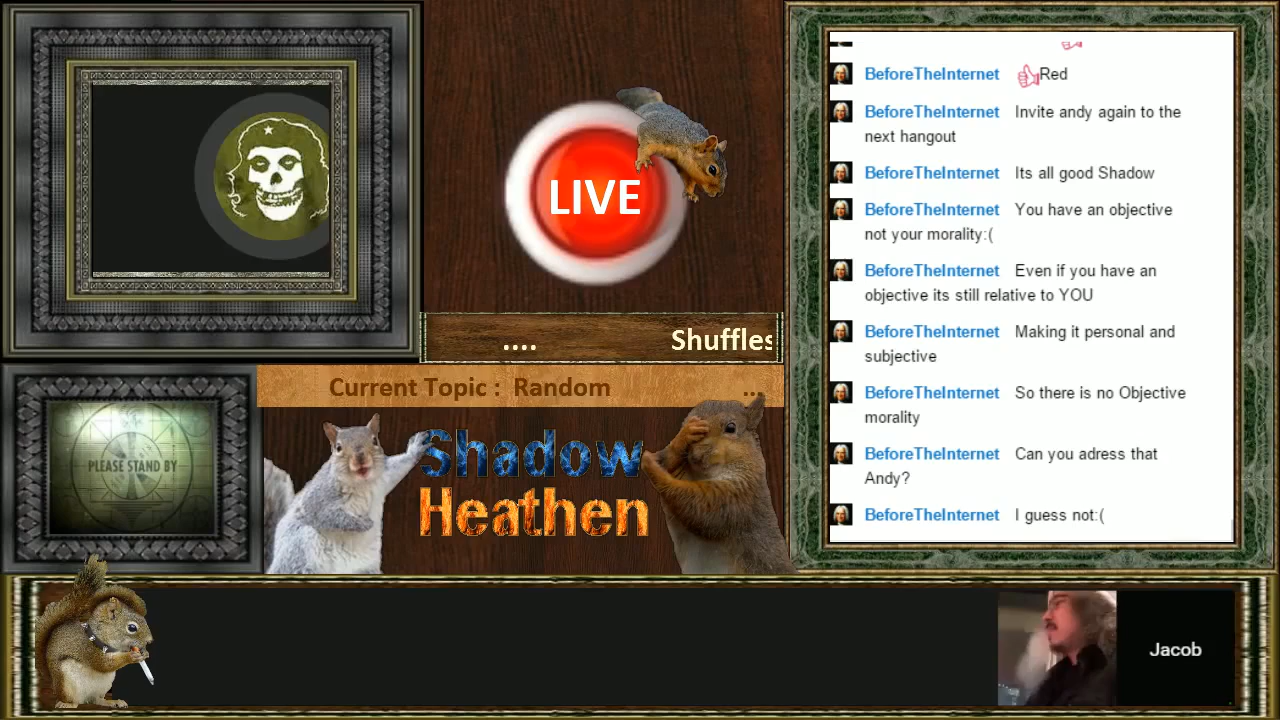 LIVE
.... Shuffles
Current Topic : Random ...
Shadow
Heathen
PLEASE STAND BY
BeforeTheInternet Red
BeforeTheInternet Invite andy again to the
next hangout
BeforeTheInternet Its all good Shadow
BeforeTheInternet You have an objective
not your morality:(
BeforeTheInternet Even if you have an
objective its still relative to YOU
BeforeTheInternet Making it personal and
subjective
BeforeTheInternet So there is no Objective
morality
BeforeTheInternet Can you adress that
Andy?
BeforeTheInternet I guess not:(
Jacob